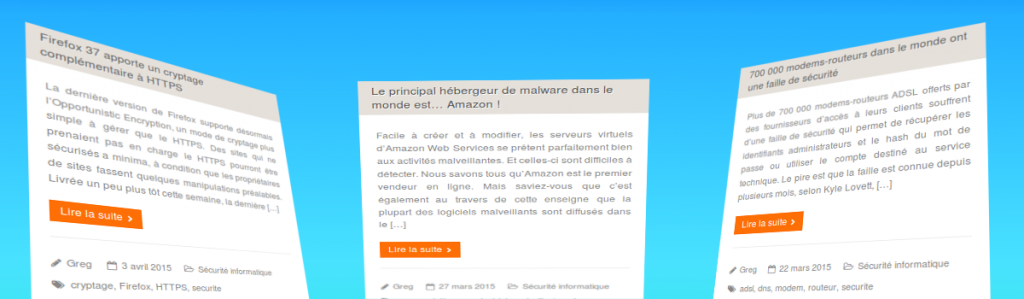 Firefox 37 apporte un cryptage
complémentaire à HTTPS
La dernière version de Firefox supporte désormais
l'Opportunistic Encryption, un mode de cryptage plus
simple à gérer que le HTTPS. Des sites qui ne
prenaient pas en charge le HTTPS pourront être
sécurisés a minima, à condition que les propriétaires
de sites fassent quelques manipulations préalables.
Livrée un peu plus tôt cette semaine, la dernière [...]
Lire la suite >
Greg 3 avril 2015 Sécurité informatique
cryptage, Firefox, HTTPS, securite
Le principal hébergeur de malware dans le
monde est… Amazon !
Facile à créer et à modifier, les serveurs virtuels
d'Amazon Web Services se prêtent parfaitement bien
aux activités malveillantes. Et celles-ci sont difficiles à
détecter. Nous savons tous qu'Amazon est le premier
vendeur en ligne. Mais saviez-vous que c'est
également au travers de cette enseigne que la
plupart des logiciels malveillants sont diffusés dans
le [...]
Lire la suite >
Greg 27 mars 2015 Sécurité informatique
700 000 modems-routeurs dans le monde ont
une faille de sécurité
Plus de 700 000 modems-routeurs ADSL offerts par
des fournisseurs d'accès à leurs clients souffrent
d'une faille de sécurité qui permet de récupérer les
identifiants administrateurs et le hash du mot de
passe ou utiliser le compte destiné au service
technique. Le pire est que la faille est connue depuis
plusieurs mois, selon Kyle Lovett, [...]
Lire la suite >
Greg 22 mars 2015 Sécurité informatique
adsl, dns, modem, routeur, securite